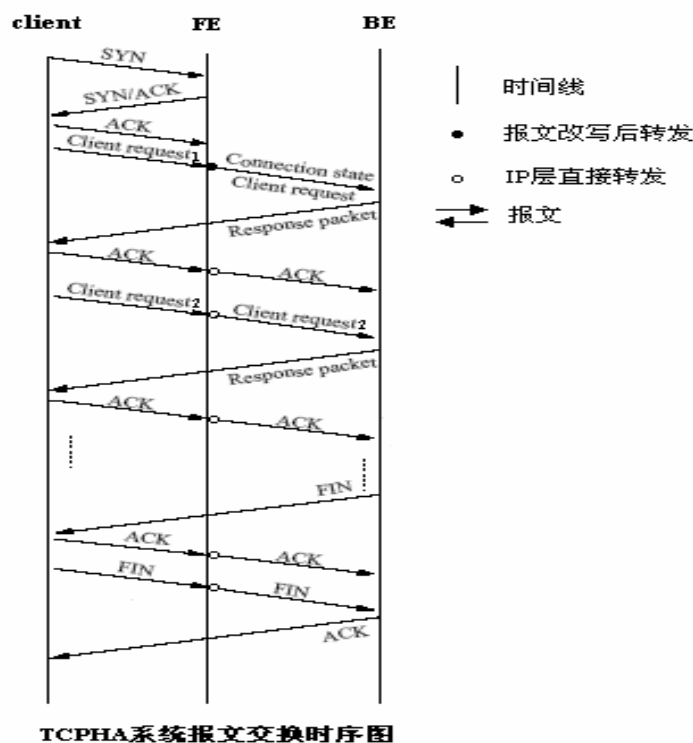 client FE BE
SYN
SYN/ACK
ACK
Client request1
Connection state
Client request
Response packet
ACK ACK
Client request2 Client request2
Response packet
ACK ACK
FIN
ACK ACK
FIN FIN
ACK
时间线
报文改写后转发
IP层直接转发
报文
TCPHA系统报文交换时序图